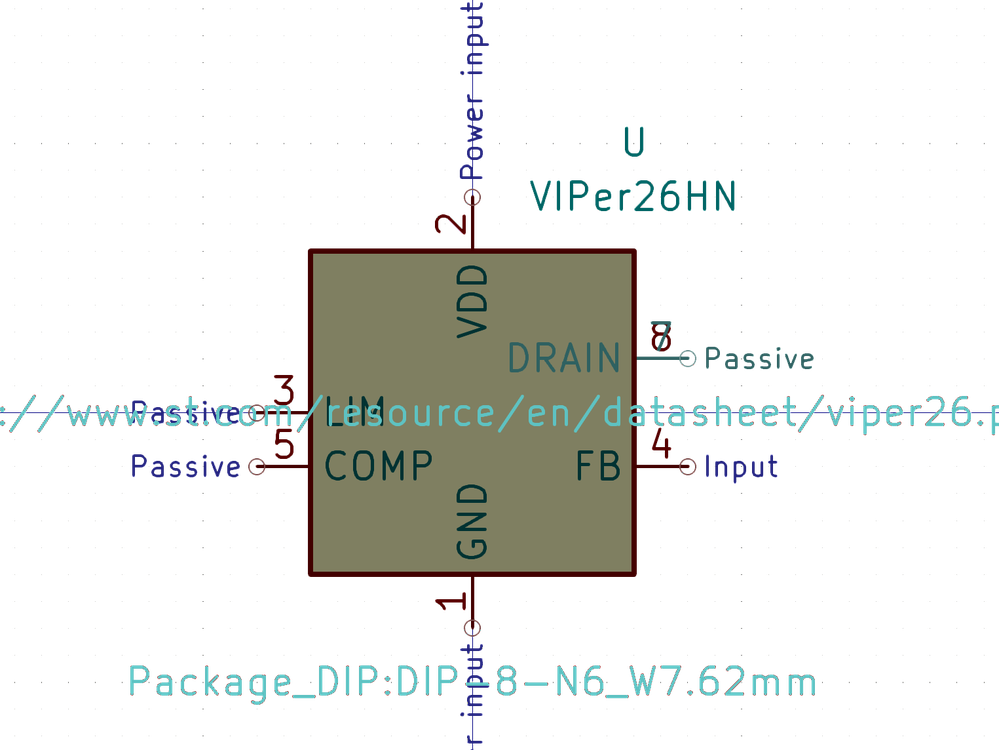 Power input
U
VIPer26HN
2
VDD
8
DRAIN
Passive
3
Passive
LIM
://www.st.com/resource/en/datasheet/viper26.p
5
4
Passive
COMP
FB
Input
GND
1
Package_DIP:DIP-8-N6_W7.62mm
r input